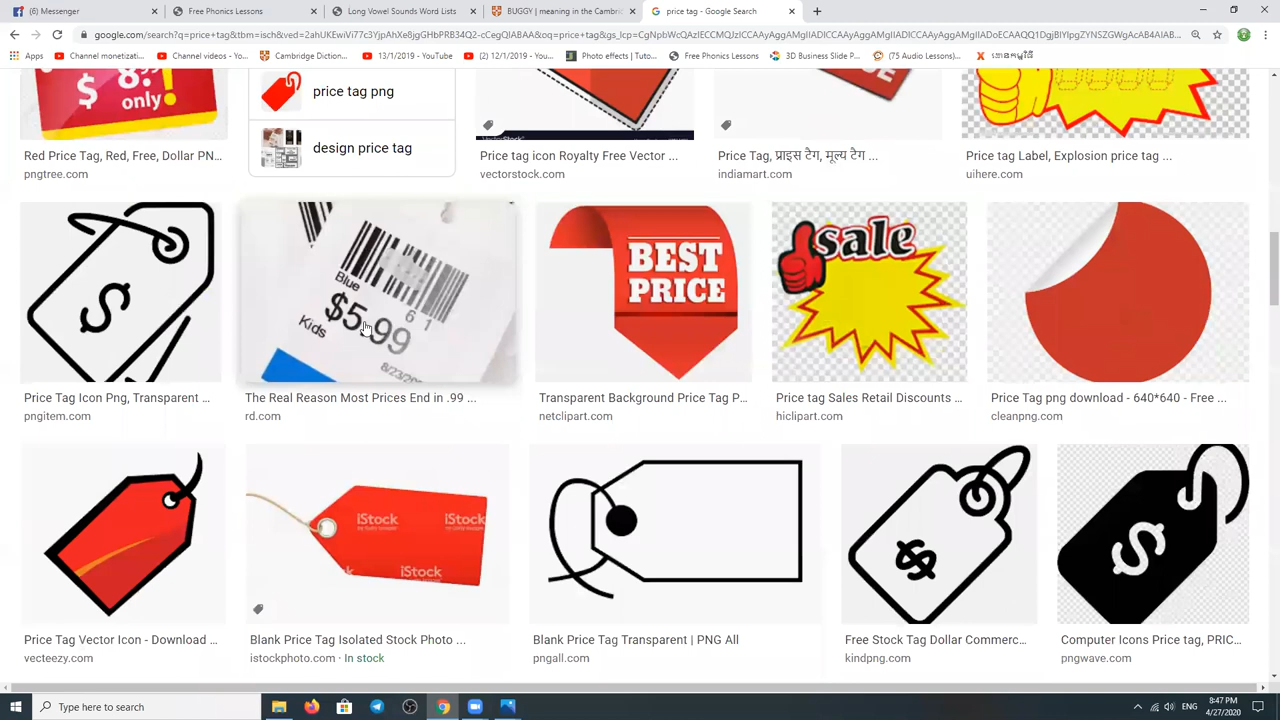 (6) Messenger
Free Phonics Lessons
Long Vowel Sounds Word Lists
BUGGY | meaning in the Cambri
price tag - Google Search
Apps
Channel monetizati...
Channel videos - Yo...
Cambridge Dictionary
13/1/2019 - YouTube
(2) 12/1/2019 - You...
Photo effects | Tuto...
Free Phonics Lessons
3D Business Slide P...
(75 Audio Lessons)...
$ 8.
only!
price tag png
design price tag
Red Price Tag, Red, Free, Dollar PN...
pngtree.com
Price tag icon Royalty Free Vector ...
vectorstock.com
Price Tag, प्राइस टैग, मूल्य टैग ...
indiamart.com
Price tag Label, Explosion price tag ...
uihere.com
$
Blue
61
$5.99
Kids
BEST
PRICE
sale
Price Tag Icon Png, Transparent ...
pngitem.com
The Real Reason Most Prices End in .99 ...
rd.com
Transparent Background Price Tag P...
netclipart.com
Price tag Sales Retail Discounts ...
hiclipart.com
Price Tag png download - 640*640 - Free ...
cleanpng.com
iStock
iStock
iStock
$
$
Price Tag Vector Icon - Download ...
vecteezy.com
Blank Price Tag Isolated Stock Photo ...
istockphoto.com · In stock
Blank Price Tag Transparent | PNG All
pngall.com
Free Stock Tag Dollar Commerc...
kindpng.com
Computer Icons Price tag, PRIC...
pngwave.com
Type here to search
ENG
8:47 PM
4/27/2020